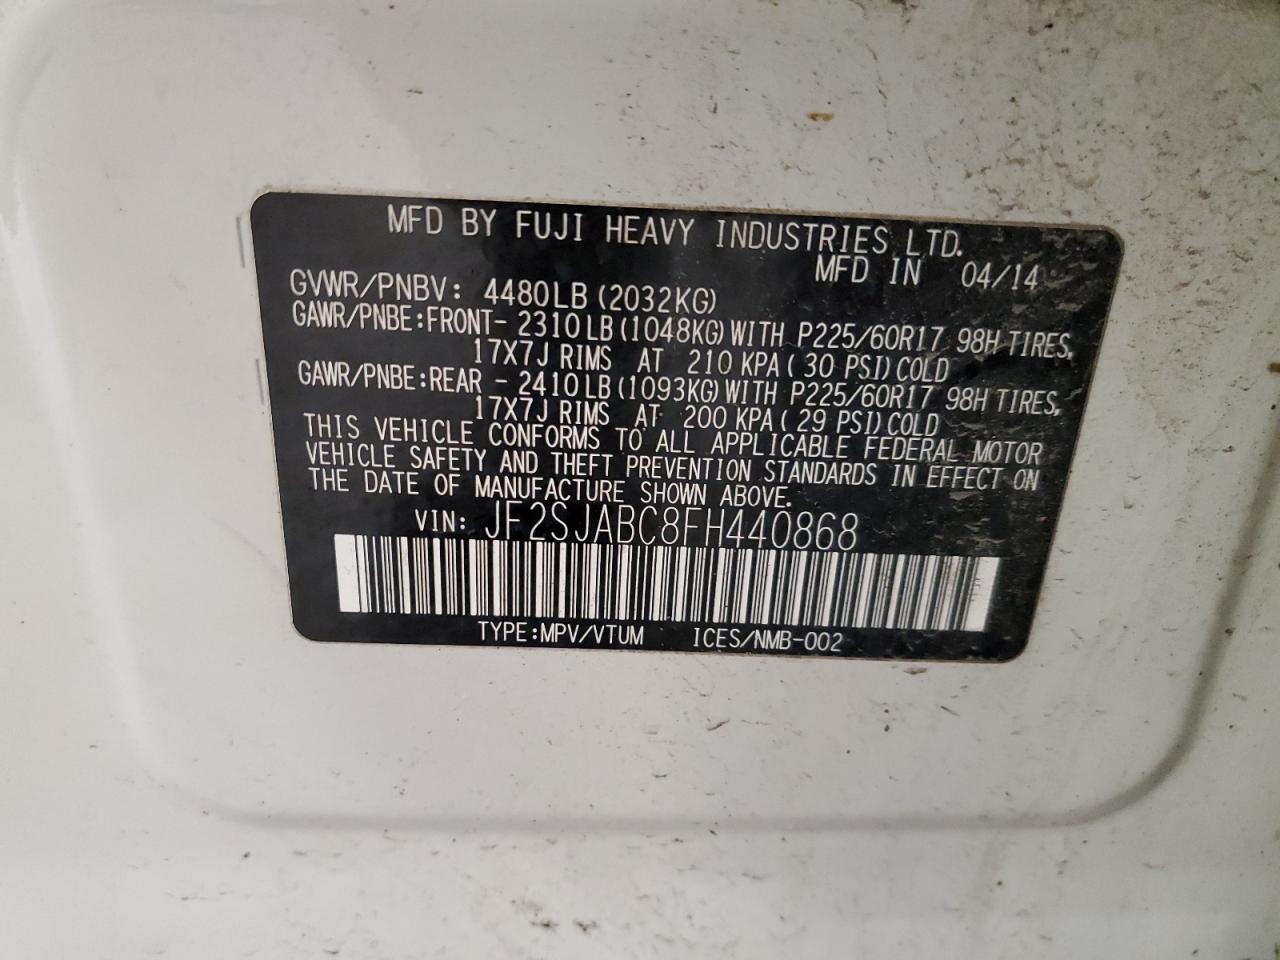 MFD BY FUJI HEAVY INDUSTRIES LTD.
MFD IN 04/14
GVWR/PNBV: 4480LB (2032KG)
GAWR/PNBE:FRONT- 2310LB (1048KG) WITH P225/60R17 98H TIRES,
17X7J RIMS AT 210 KPA ( 30 PSI) COLD
GAWR/PNBE:REAR - 2410LB (1093KG) WITH P225/60R17 98H TIRES,
17X7J RIMS AT 200 KPA ( 29 PSI) COLD
THIS VEHICLE CONFORMS TO ALL APPLICABLE FEDERAL MOTOR
VEHICLE SAFETY AND THEFT PREVENTION STANDARDS IN EFFECT ON
THE DATE OF MANUFACTURE SHOWN ABOVE.
VIN: JF2SJABC8FH440868
TYPE:MPV/VTUM ICES/NMB-002